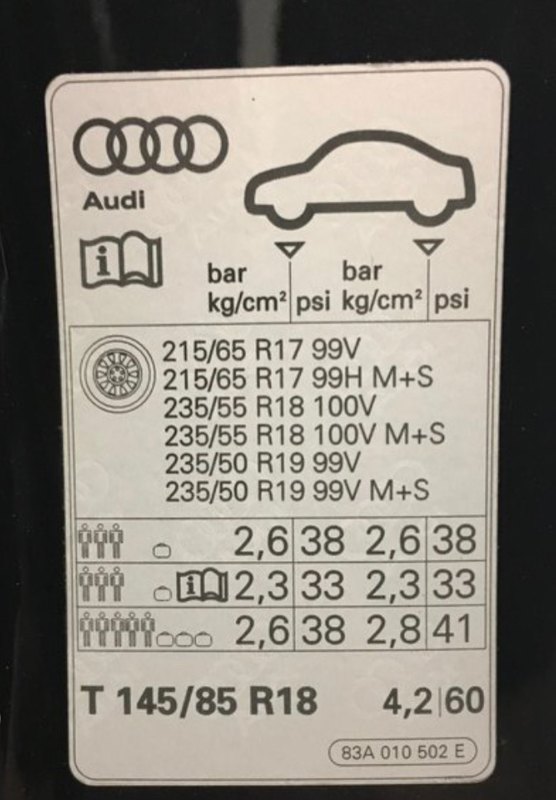 Audi
i
bar bar
kg/cm² psi kg/cm² psi
215/65 R17 99V
215/65 R17 99H M+S
235/55 R18 100V
235/55 R18 100V M+S
235/50 R19 99V
235/50 R19 99V M+S
2,6 38 2,6 38
i 2,3 33 2,3 33
2,6 38 2,8 41
T 145/85 R18 4,2 60
83A 010 502 E